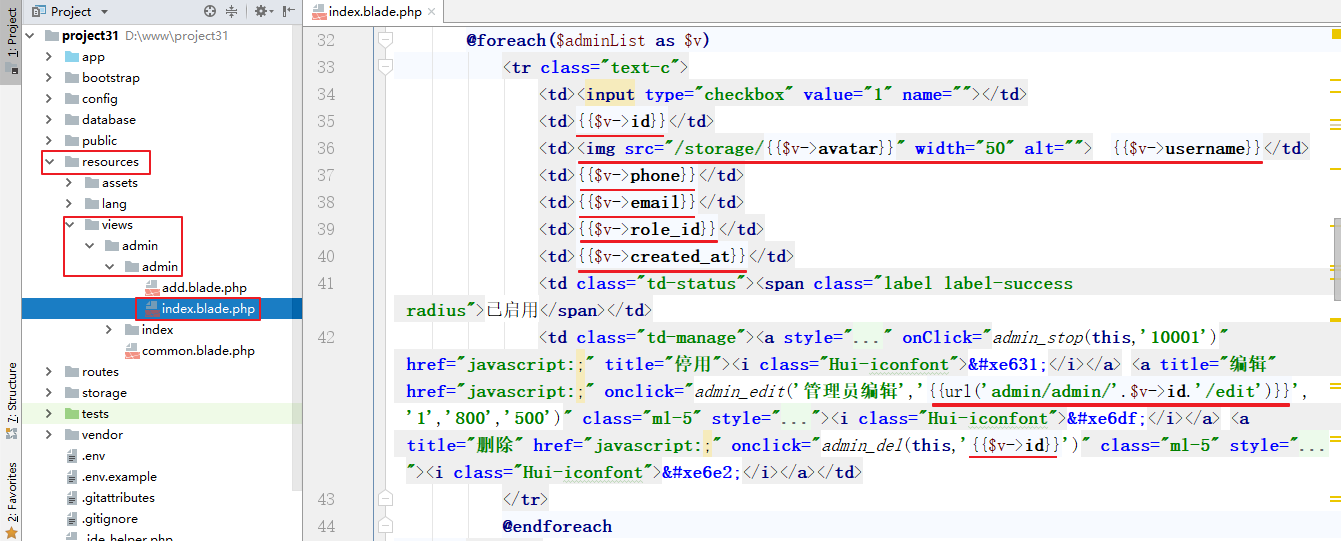 1: Project
7: Structure
2: Favorites
Project
project31 D:\www\project31
app
bootstrap
config
database
public
resources
assets
lang
views
admin
admin
add.blade.php
index.blade.php
index
common.blade.php
routes
storage
tests
vendor
.env
.env.example
.gitattributes
.gitignore
_ide_helper.php
index.blade.php
32 @foreach($adminList as $v)
33 <tr class="text-c">
34 <td><input type="checkbox" value="1" name=""></td>
35 <td>{{$v->id}}</td>
36 <td><img src="/storage/{{$v->avatar}}" width="50" alt=""> {{$v->username}}</td>
37 <td>{{$v->phone}}</td>
38 <td>{{$v->email}}</td>
39 <td>{{$v->role_id}}</td>
40 <td>{{$v->created_at}}</td>
41 <td class="td-status"><span class="label label-success
radius">已启用</span></td>
42 <td class="td-manage"><a style="..." onClick="admin_stop(this,'10001')"
href="javascript:;" title="停用"><i class="Hui-iconfont">&#xe631;</i></a> <a title="编辑"
href="javascript:;" onclick="admin_edit('管理员编辑','{{url('admin/admin/'.$v->id.'/edit')}}',
'1','800','500')" class="ml-5" style="..."><i class="Hui-iconfont">&#xe6df;</i></a> <a
title="删除" href="javascript:;" onclick="admin_del(this,'{{$v->id}}')" class="ml-5" style="...
"><i class="Hui-iconfont">&#xe6e2;</i></a></td>
43 </tr>
44 @endforeach